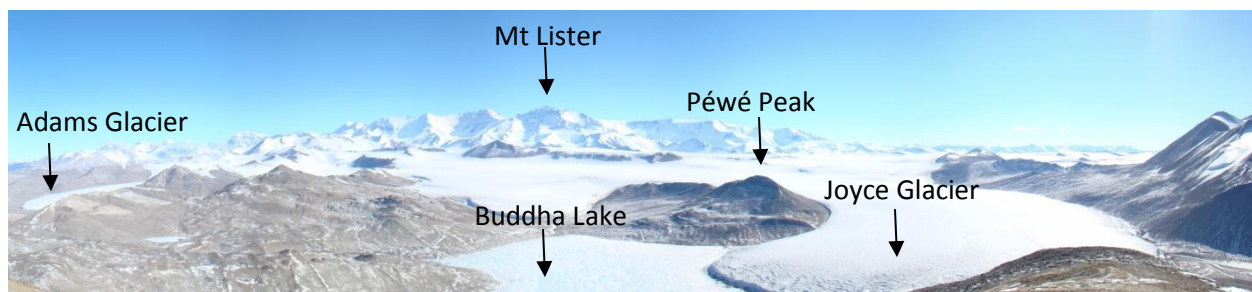 Mt Lister
Péwé Peak
Adams Glacier
Joyce Glacier
Buddha Lake